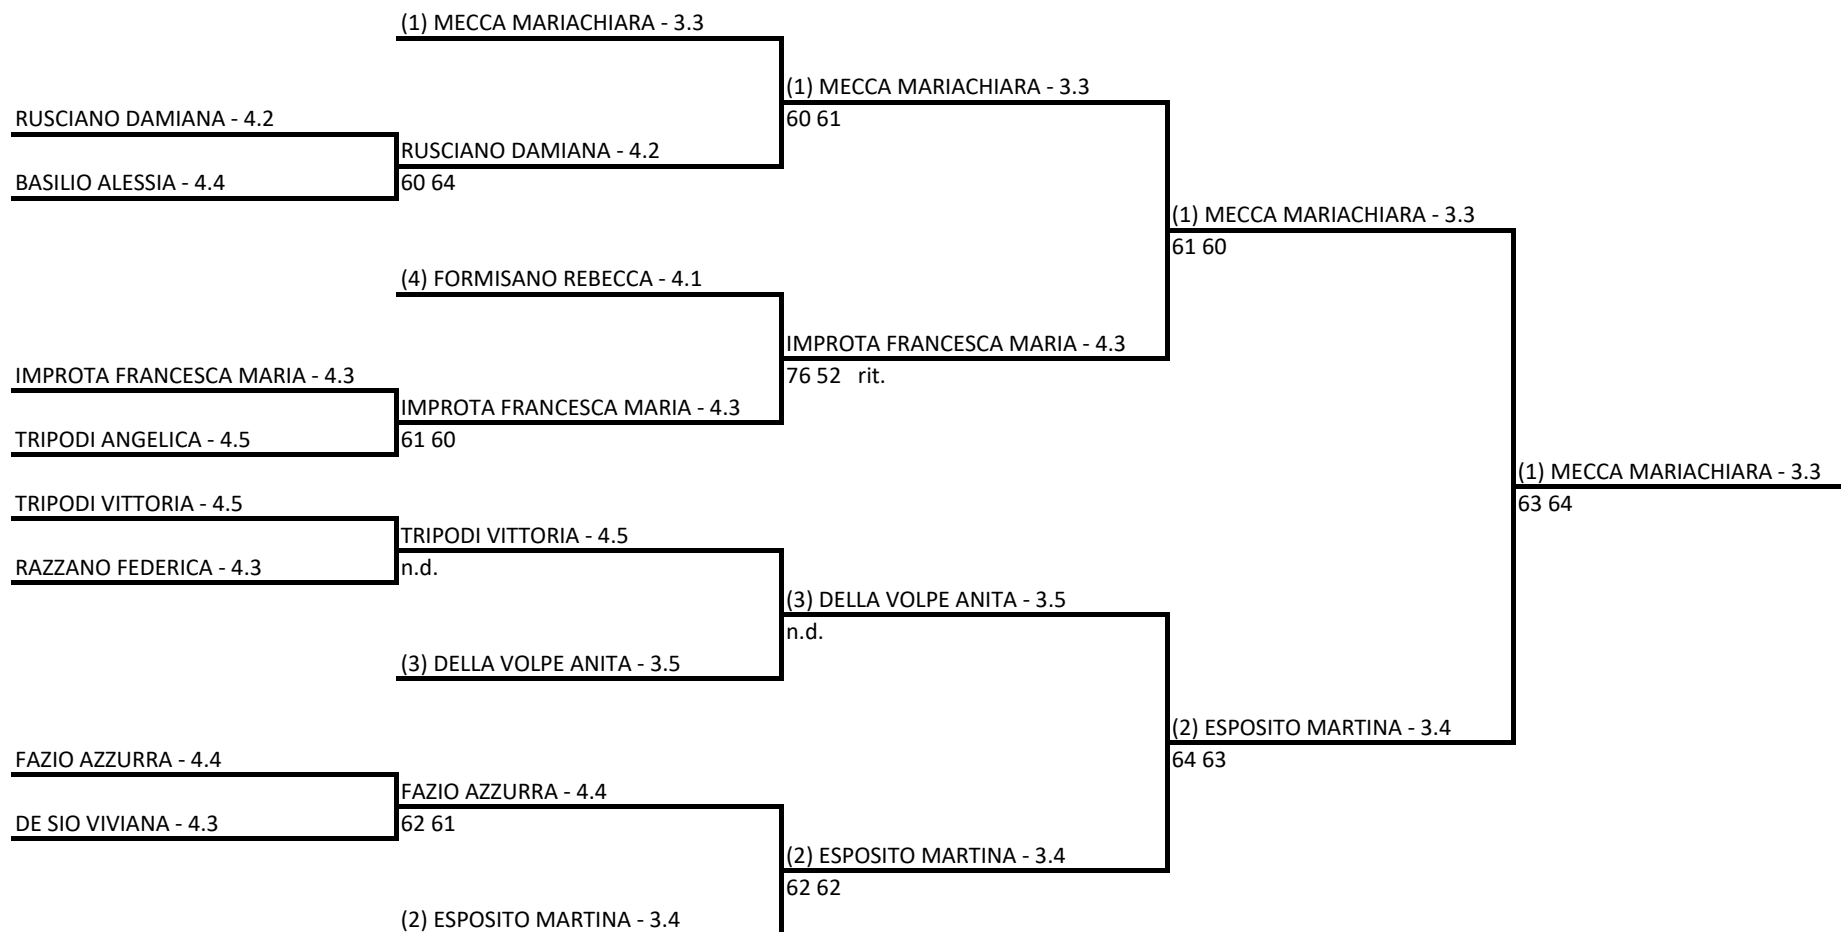 (1) MECCA MARIACHIARA - 3.3
(1) MECCA MARIACHIARA - 3.3
RUSCIANO DAMIANA - 4.2
60 61
RUSCIANO DAMIANA - 4.2
BASILIO ALESSIA - 4.4
60 64
(1) MECCA MARIACHIARA - 3.3
61 60
(4) FORMISANO REBECCA - 4.1
IMPROTA FRANCESCA MARIA - 4.3
IMPROTA FRANCESCA MARIA - 4.3
76 52 rit.
IMPROTA FRANCESCA MARIA - 4.3
TRIPODI ANGELICA - 4.5
61 60
(1) MECCA MARIACHIARA - 3.3
TRIPODI VITTORIA - 4.5
63 64
TRIPODI VITTORIA - 4.5
RAZZANO FEDERICA - 4.3
n.d.
(3) DELLA VOLPE ANITA - 3.5
n.d.
(3) DELLA VOLPE ANITA - 3.5
(2) ESPOSITO MARTINA - 3.4
FAZIO AZZURRA - 4.4
64 63
FAZIO AZZURRA - 4.4
DE SIO VIVIANA - 4.3
62 61
(2) ESPOSITO MARTINA - 3.4
62 62
(2) ESPOSITO MARTINA - 3.4